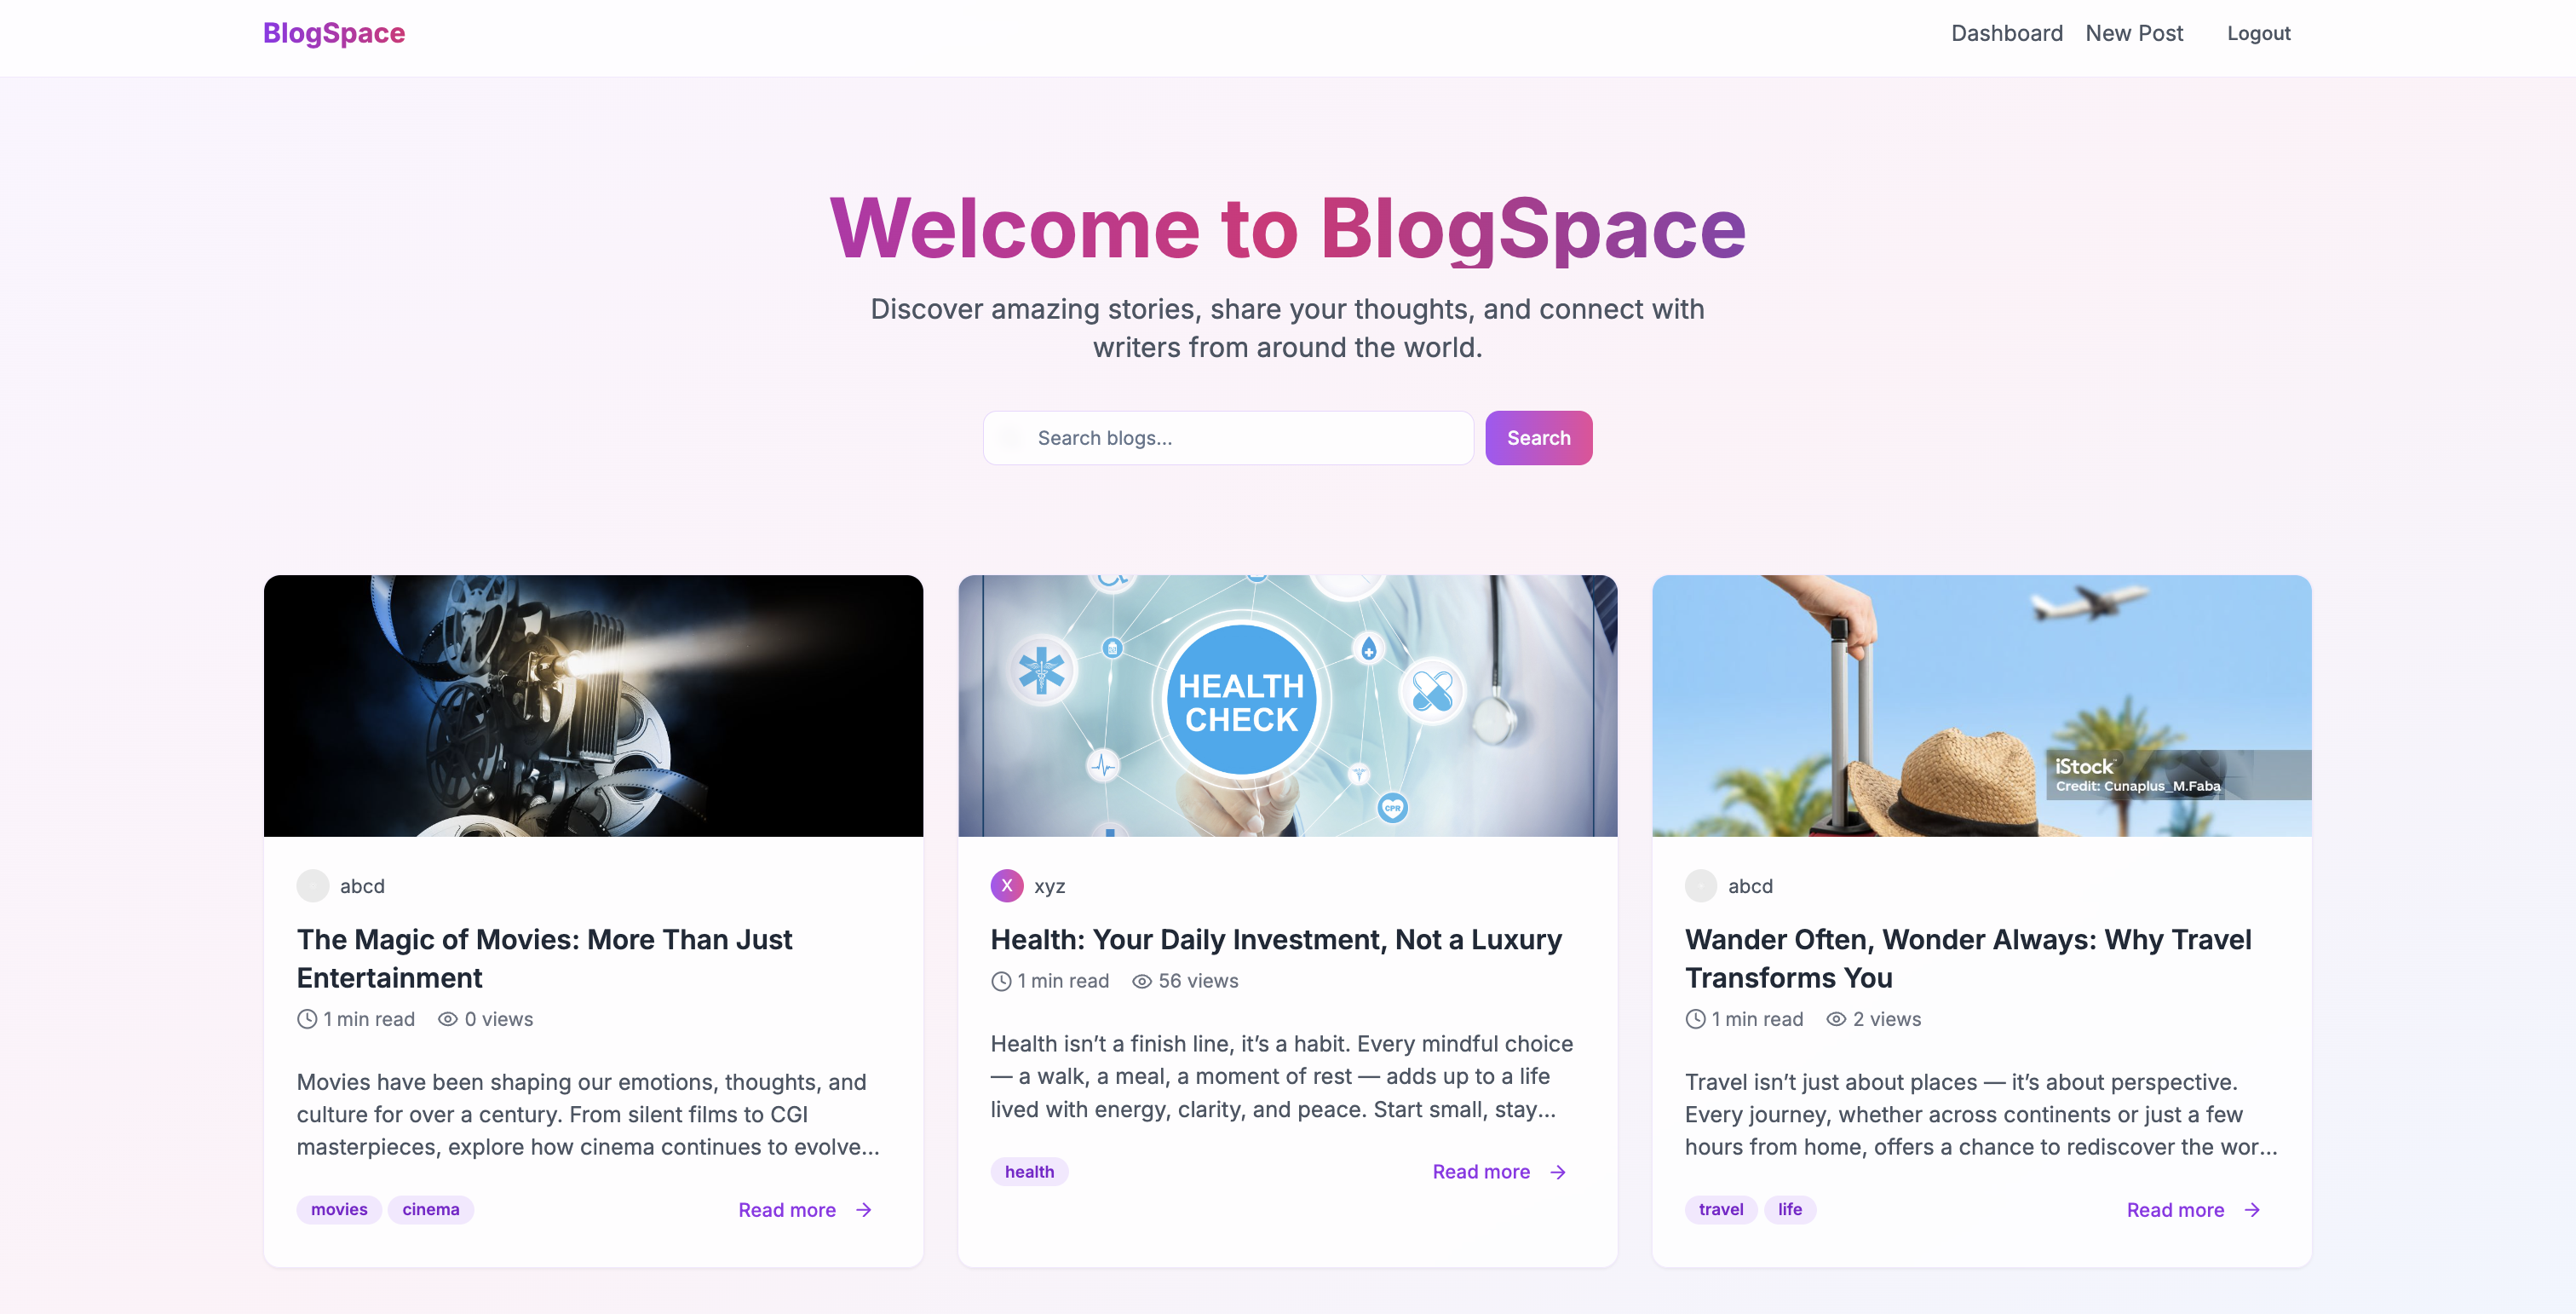 BlogSpace
Dashboard New Post Logout
Welcome to BlogSpace
Discover amazing stories, share your thoughts, and connect with
writers from around the world.
Search blogs...
Search
HEALTH
CHECK
CPR
iStock
Credit: Cunaplus_M.Faba
abcd
The Magic of Movies: More Than Just
Entertainment
1 min read 0 views
Movies have been shaping our emotions, thoughts, and
culture for over a century. From silent films to CGI
masterpieces, explore how cinema continues to evolve...
movies cinema Read more
X xyz
Health: Your Daily Investment, Not a Luxury
1 min read 56 views
Health isn’t a finish line, it’s a habit. Every mindful choice
— a walk, a meal, a moment of rest — adds up to a life
lived with energy, clarity, and peace. Start small, stay...
health Read more
abcd
Wander Often, Wonder Always: Why Travel
Transforms You
1 min read 2 views
Travel isn’t just about places — it’s about perspective.
Every journey, whether across continents or just a few
hours from home, offers a chance to rediscover the wor...
travel life Read more